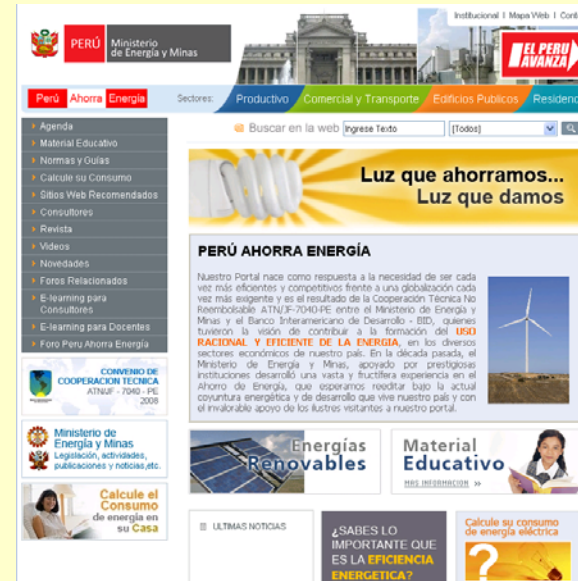 Institucional I Mapa Web I Cont
PERÚ
Ministerio
de Energía y Minas
EL PERU
AVANZA
Perú Ahorra Energía
Sectores:
Productivo
Comercial y Transporte
Edificios Publicos
Residenc
Agenda
Material Educativo
Normas y Guías
Calcule su Consumo
Sitios Web Recomendados
Consultores
Revista
Videos
Novedades
Foros Relacionados
E-learning para
Consultores
E-learning para Docentes
Foro Peru Ahorra Energía
Buscar en la web
Ingrese Texto
[Todos]
Luz que ahorramos...
Luz que damos
PERÚ AHORRA ENERGÍA
Nuestro Portal nace como respuesta a la necesidad de ser cada
vez más eficientes y competitivos frente a una globalización cada
vez más exigente y es el resultado de la Cooperación Técnica No
Reembolsable ATN/JF-7040-PE entre el Ministerio de Energía y
Minas y el Banco Interamericano de Desarrollo - BID, quienes
tuvieron la visión de contribuir a la formación del USO
RACIONAL Y EFICIENTE DE LA ENERGIA, en los diversos
sectores económicos de nuestro país. En la década pasada, el
Ministerio de Energía y Minas, apoyado por prestigiosas
instituciones desarrolló una vasta y fructífera experiencia en el
Ahorro de Energía, que esperamos reeditar bajo la actual
coyuntura energética y de desarrollo que vive nuestro país y con
el invalorable apoyo de los ilustres visitantes a nuestro portal.
CONVENIO DE
COOPERACION TECNICA
ATN/JF - 7040 - PE
2008
Ministerio de
Energía y Minas
Legislación, actividades,
publicaciones y noticias,etc.
Calcule el
Consumo
de energía en
su Casa
Energías
Renovables
Material
Educativo
MAS INFORMACION »
ULTIMAS NOTICIAS
¿SABES LO
IMPORTANTE QUE
ES LA EFICIENCIA
ENERGETICA?
Calcule su consumo
de energía eléctrica
?